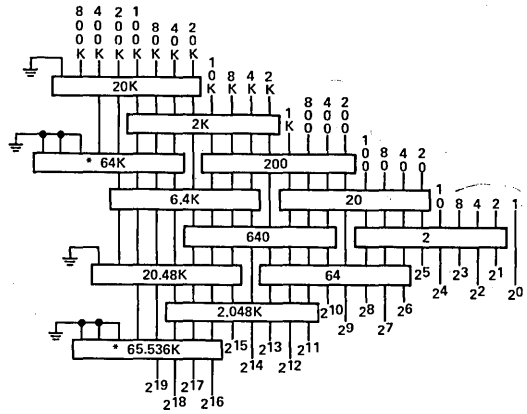 800K 400K 200K 100K 80K 40K 20K
10K 8K 4K 2K
1K 800 400 200
100 80 40 20
10 8 4 2 1
20K
2K
* 64K
200
6.4K
20
640
2
20.48K
64
2.048K
* 65.536K
2^5 2^4 2^3 2^2 2^1 2^0
2^10 2^9 2^8 2^7 2^6
2^15 2^14 2^13 2^12 2^11
2^19 2^18 2^17 2^16